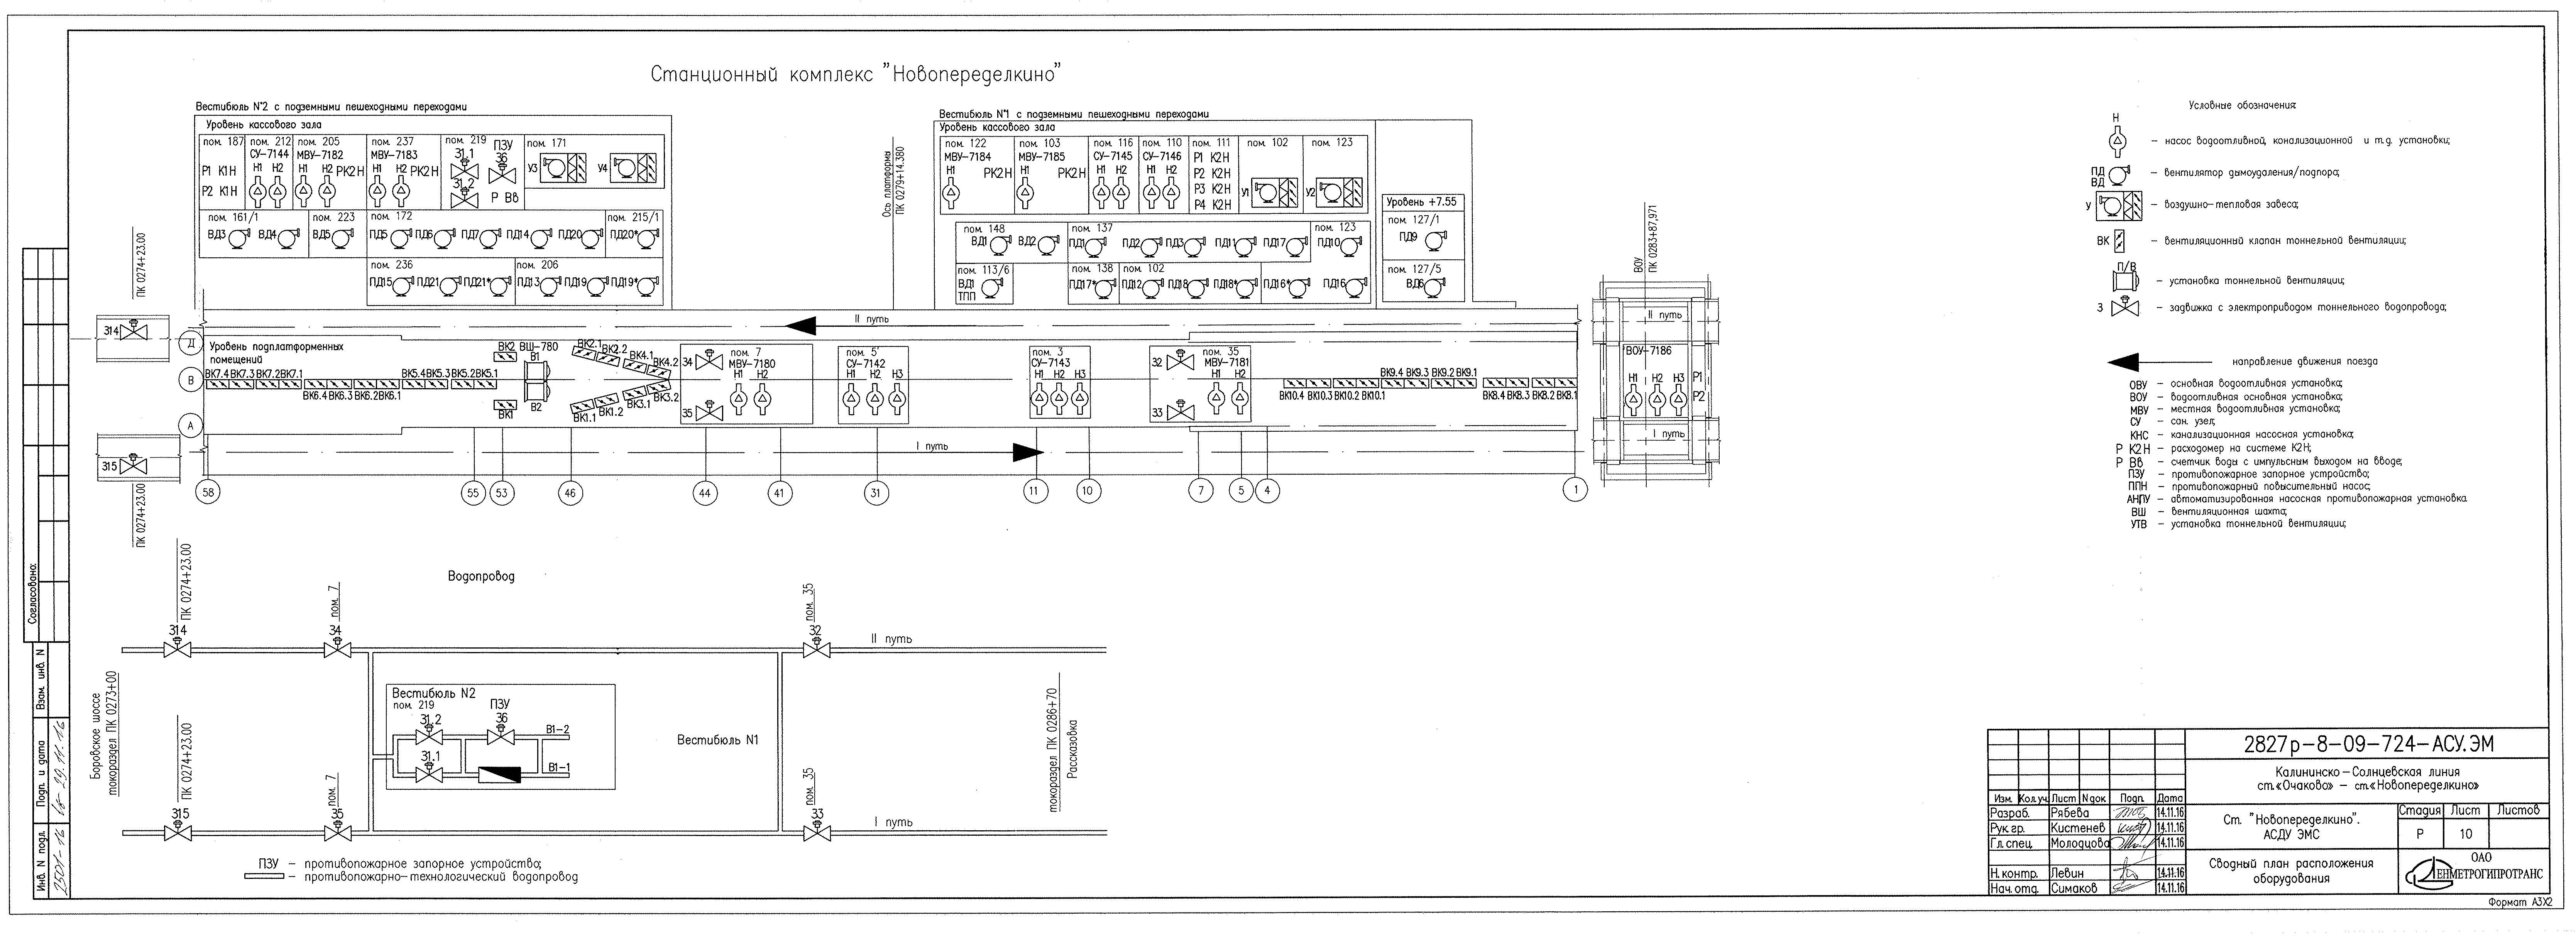 Станционный комплекс "Новопеределкино"
Вестибюль N°2 с подземными пешеходными переходами
Уровень кассового зала
пом. 187
Р1 К1Н
Р2 К1Н
пом. 212
СУ-7144
Н1 Н2
пом. 205
МВУ-7182
Н1 Н2 РК2Н
пом. 237
МВУ-7183
Н1 Н2 РК2Н
пом. 219
31.1
31.2
ПЗУ
36
Р Вв
пом. 171
У3 У4
пом. 161/1
ВД3 ВД4
пом. 223
ВД5
пом. 172
ПД5 ПД6 ПД7 ПД14 ПД20
пом. 215/1
ПД20*
пом. 236
ПД15 ПД21 ПД21*
пом. 206
ПД13 ПД19 ПД19*
Ось платформы
ПК 0279+14.380
Вестибюль N°1 с подземными пешеходными переходами
Уровень кассового зала
пом. 122
МВУ-7184
Н1 РК2Н
пом. 103
МВУ-7185
Н1 РК2Н
пом. 116
СУ-7145
Н1 Н2
пом. 110
СУ-7146
Н1 Н2
пом. 111
Р1 К2Н
Р2 К2Н
Р3 К2Н
Р4 К2Н
пом. 102
У1
пом. 123
У2
пом. 148
ВД1 ВД2
пом. 137
ПД1 ПД2 ПД3 ПД11 ПД17
пом. 123
ПД10
пом. 113/6
ВД1
ТПП
пом. 138
ПД17*
пом. 102
ПД12 ПД18 ПД18*
ПД16* ПД16
Уровень +7.55
пом. 127/1
ПД9
пом. 127/5
ВД6
ВОУ
ПК 0283+87,971
ПК 0274+23.00
314
Д
В
А
315
ПК 0274+23.00
II путь
Уровень подплатформенных
помещений
ВК7.4 ВК7.3 ВК7.2 ВК7.1
ВК6.4 ВК6.3 ВК6.2 ВК6.1
ВК5.4 ВК5.3 ВК5.2 ВК5.1
ВК2
ВК1
ВШ-780
В1
В2
ВК2.1
ВК2.2
ВК4.1
ВК4.2
ВК1.1
ВК1.2
ВК3.1
ВК3.2
34
35
пом. 7
МВУ-7180
Н1 Н2
пом. 5'
СУ-7142
Н1 Н2 Н3
пом. 3
СУ-7143
Н1 Н2 Н3
32
33
пом. 35
МВУ-7181
Н1 Н2
ВК9.4 ВК9.3 ВК9.2 ВК9.1
ВК10.4 ВК10.3 ВК10.2 ВК10.1
ВК8.4 ВК8.3 ВК8.2 ВК8.1
I путь
58 55 53 46 44 41 31 11 10 7 5 4 1
II путь
ВОУ-7186
Н1 Н2 Н3
Р1
Р2
I путь
Условные обозначения:
Н
– насос водоотливной, канализационной и т.д. установки;
ПД
ВД
– вентилятор дымоудаления/подпора;
У
– воздушно-тепловая завеса;
ВК
– вентиляционный клапан тоннельной вентиляции;
П/В
– установка тоннельной вентиляции;
З
– задвижка с электроприводом тоннельного водопровода;
направление движения поезда
ОВУ – основная водоотливная установка;
ВОУ – водоотливная основная установка;
МВУ – местная водоотливная установка;
СУ – сан. узел;
КНС – канализационная насосная установка;
Р К2Н – расходомер на системе К2Н;
Р Вв – счетчик воды с импульсным выходом на вводе;
ПЗУ – противопожарное запорное устройство;
ППН – противопожарный повысительный насос;
АНПУ – автоматизированная насосная противопожарная установка.
ВШ – вентиляционная шахта;
УТВ – установка тоннельной вентиляции;
Водопровод
ПК 0274+23.00
пом. 7
пом. 35
314
34
32
II путь
Боровское шоссе
токораздел ПК 0273+00
Вестибюль N2
пом. 219
31.2
ПЗУ
36
В1-2
31.1
В1-1
Вестибюль N1
токораздел ПК 0286+70
Рассказовка
ПК 0274+23.00
пом. 7
пом. 35
315
35
33
I путь
ПЗУ – противопожарное запорное устройство;
– противопожарно-технологический водопровод
Согласовано:
Взам. инв. N
Подп. и дата
Инв. N подл.
2501-16
2827р-8-09-724-АСУ.ЭМ
Калининско-Солнцевская линия
ст.«Очаково» – ст.«Новопеределкино»
Изм. Кол.уч. Лист Nдок Подп. Дата
Разраб. Рябева 14.11.16
Рук.гр. Кистенев 14.11.16
Гл. спец. Молодцова 14.11.16
Н. контр. Левин 14.11.16
Нач. отд. Симаков 14.11.16
Ст. "Новопеределкино".
АСДУ ЭМС
Стадия Лист Листов
Р 10
Сводный план расположения
оборудования
ОАО
ЛЕНМЕТРОГИПРОТРАНС
Формат А3Х2